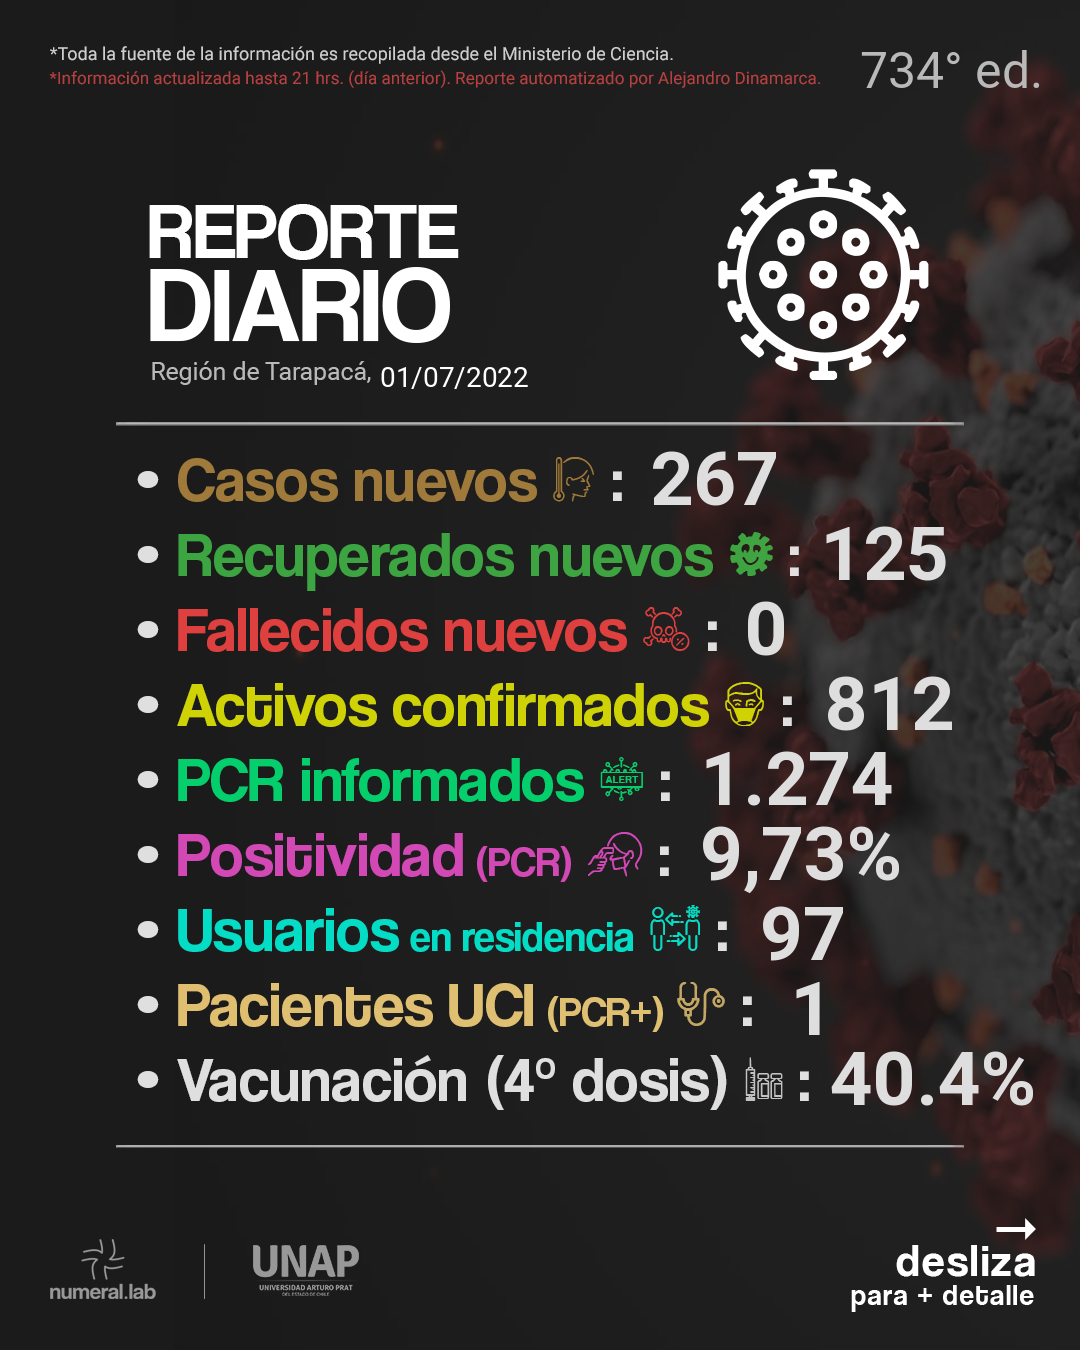 *Toda la fuente de la información es recopilada desde el Ministerio de Ciencia.
*Información actualizada hasta 21 hrs. (día anterior). Reporte automatizado por Alejandro Dinamarca.
734° ed.
REPORTE
DIARIO
Región de Tarapacá, 01/07/2022
• Casos nuevos : 267
• Recuperados nuevos : 125
• Fallecidos nuevos % : 0
• Activos confirmados : 812
• PCR informados ALERT : 1.274
• Positividad (PCR) : 9,73%
• Usuarios en residencia : 97
• Pacientes UCI (PCR+) : 1
• Vacunación (4º dosis) : 40.4%
numeral.lab
UNAP
UNIVERSIDAD ARTURO PRAT
DEL ESTADO DE CHILE
→
desliza
para + detalle